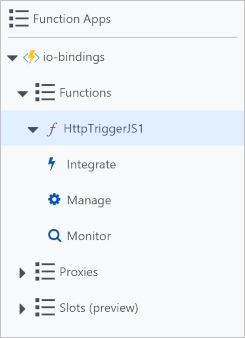 Function Apps
io-bindings
Functions
f HttpTriggerJS1
Integrate
Manage
Monitor
Proxies
Slots (preview)